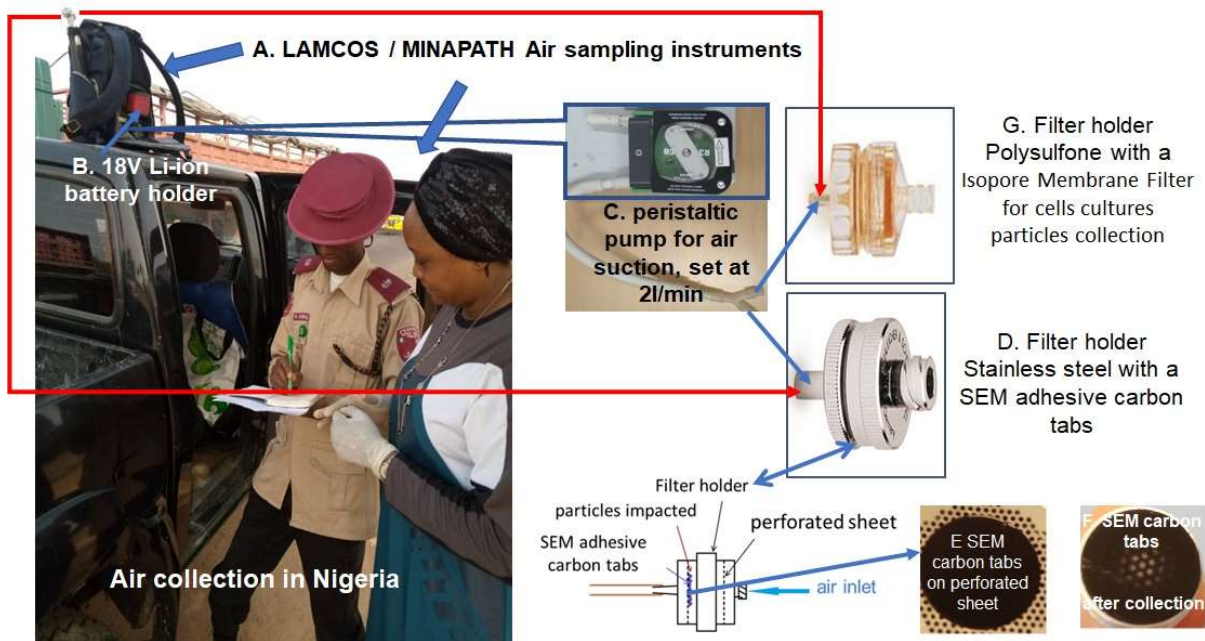 A. LAMCOS / MINAPATH Air sampling instruments
B. 18V Li-ion
battery holder
C. peristaltic
pump for air
suction, set at
2l/min
G. Filter holder
Polysulfone with a
Isopore Membrane Filter
for cells cultures
particles collection
D. Filter holder
Stainless steel with a
SEM adhesive carbon
tabs
Filter holder
particles impacted
perforated sheet
SEM adhesive
carbon tabs
air inlet
E SEM
carbon tabs
on perforated
sheet
F. SEM carbon
tabs
after collection
Air collection in Nigeria